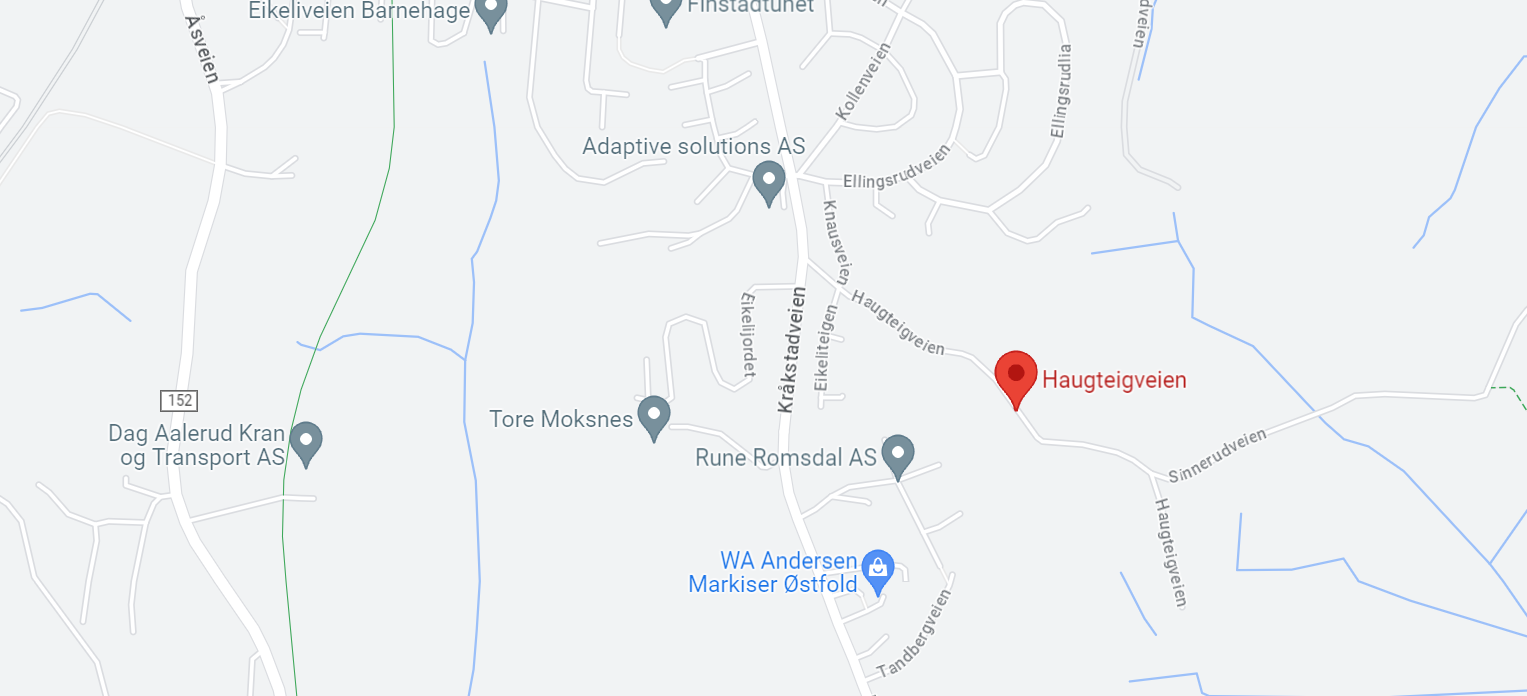 Eikeliveien Barnehage
Finstadtunet
Åsveien
Kollenveien
Ellingsrudlia
Adaptive solutions AS
Ellingsrudveien
Knausveien
Haugteigveien
Eikelijordet
Kråkstadveien
Eikeliteigen
Haugteigveien
152
Tore Moksnes
Dag Aalerud Kran
og Transport AS
Rune Romsdal AS
Sinnerudveien
Haugteigveien
WA Andersen
Markiser Østfold
Tandbergveien